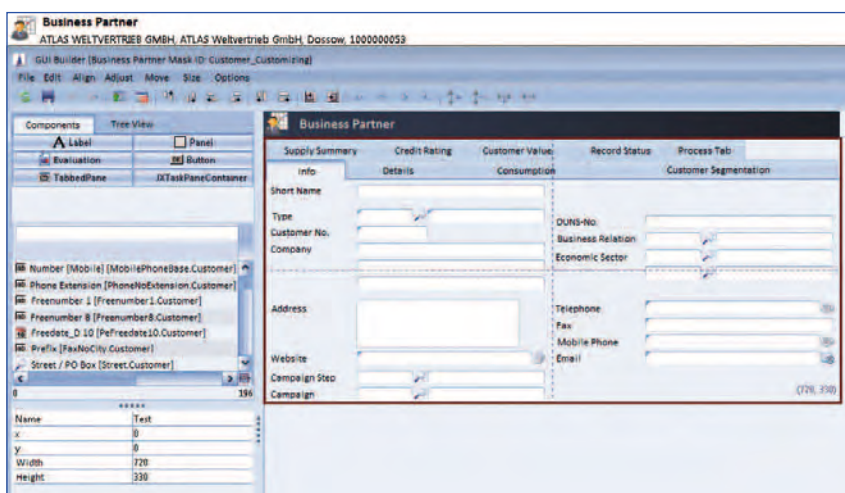 Business Partner
ATLAS WELTVERTRIEB GMBH, ATLAS Weltvertrieb GmbH, Dassow, 1000000053
GUI Builder [Business Partner Mask ID: Customer_Customizing]
File Edit Align Adjust Move Size Options
Components Tree View
A Label Panel
Evaluation Button
TabbedPane JXTaskPaneContainer
Number [Mobile] [MobilePhoneBase.Customer]
Phone Extension [PhoneNoExtension.Customer]
Freenumber 1 [Freenumber1.Customer]
Freenumber 8 [Freenumber8.Customer]
Freedate_D 10 [PeFreedate10.Customer]
Prefix [FaxNoCity.Customer]
Street / PO Box [Street.Customer]
0 196
Name Test
x 0
y 0
Width 720
Height 330
Business Partner
Supply Summary Credit Rating Customer Value Record Status Process Tab
Info Details Consumption Customer Segmentation
Short Name
Type
Customer No.
Company
Address
Website
Campaign Step
Campaign
DUNS-No.
Business Relation
Economic Sector
Telephone
Fax
Mobile Phone
Email
(720, 330)